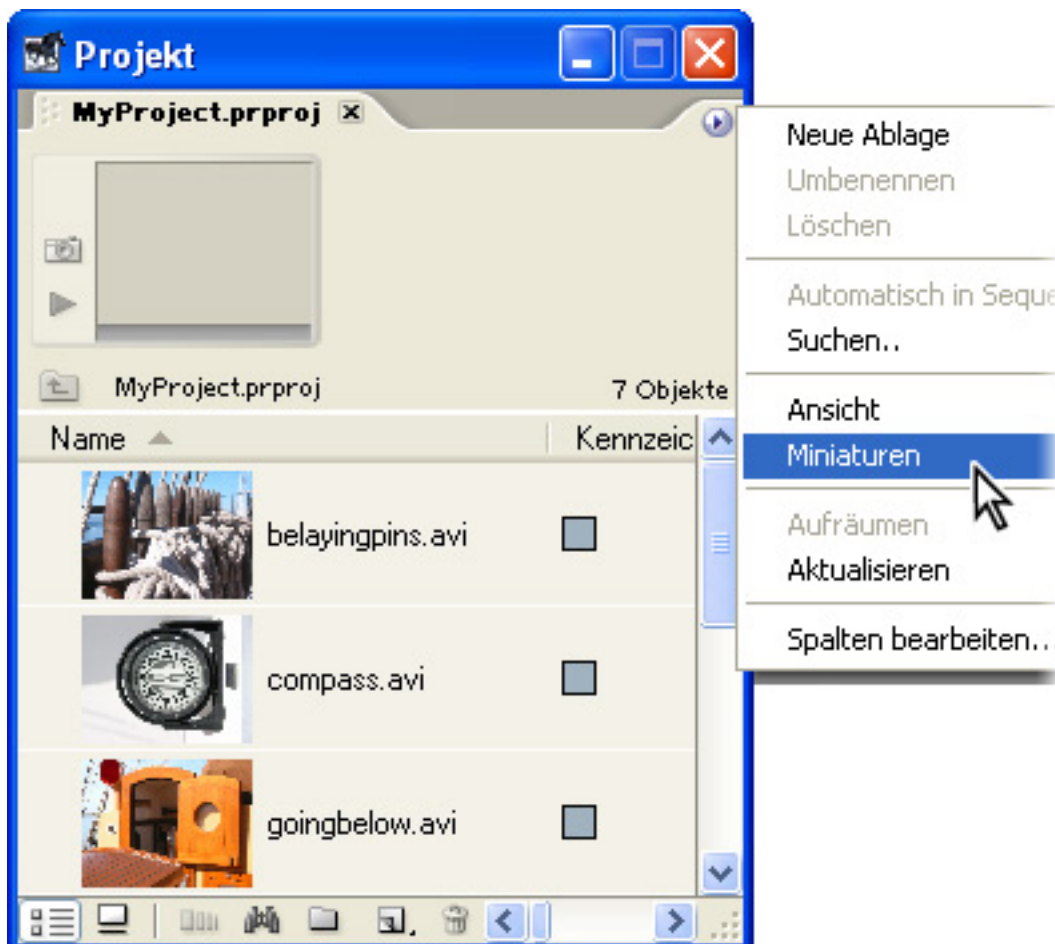 Projekt
MyProject.prproj
Neue Ablage
Umbenennen
Löschen
Automatisch in Seque
Suchen..
Ansicht
Miniaturen
Aufräumen
Aktualisieren
Spalten bearbeiten..
MyProject.prproj 7 Objekte
Name Kennzeic
belayingpins.avi
compass.avi
goingbelow.avi